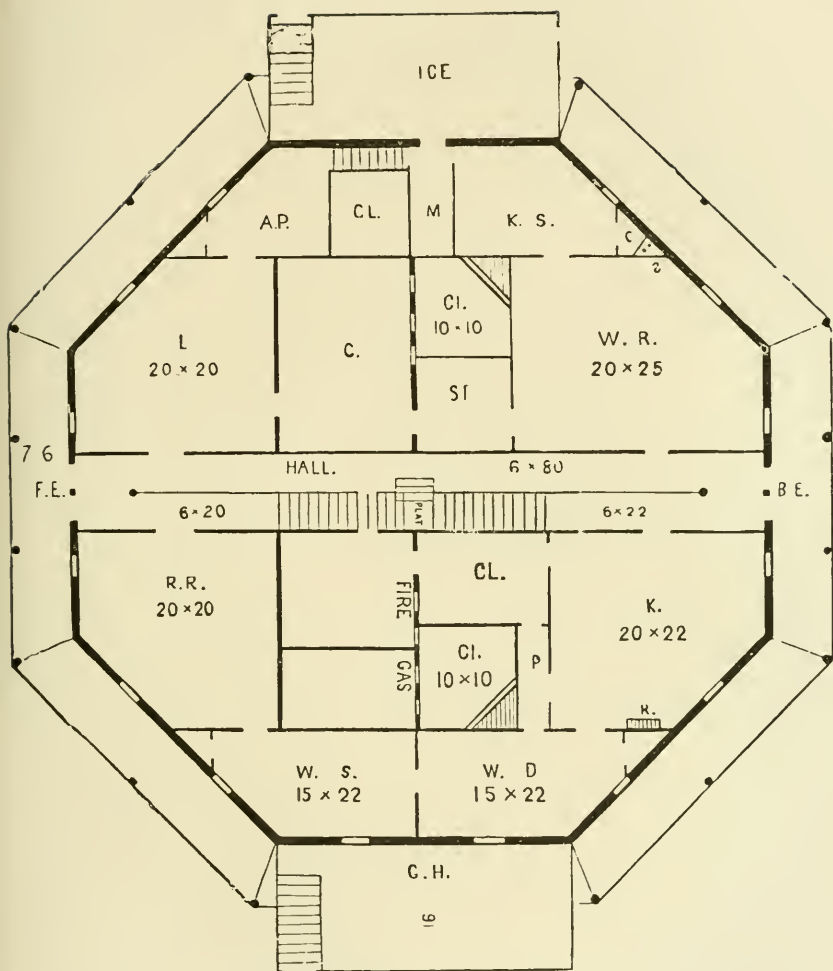 ICE
A.P.
CL.
M
K. S.
C
2
L
20 × 20
C.
Cl.
10 × 10
W. R.
20 × 25
ST
7 6
HALL.
6 × 80
F.E.
B E.
6 × 20
PLAT
6 × 22
R.R.
20 × 20
FIRE
CL.
K.
20 × 22
GAS
Cl.
10 × 10
P
R.
W. S.
15 × 22
W. D
15 × 22
G.H.
16